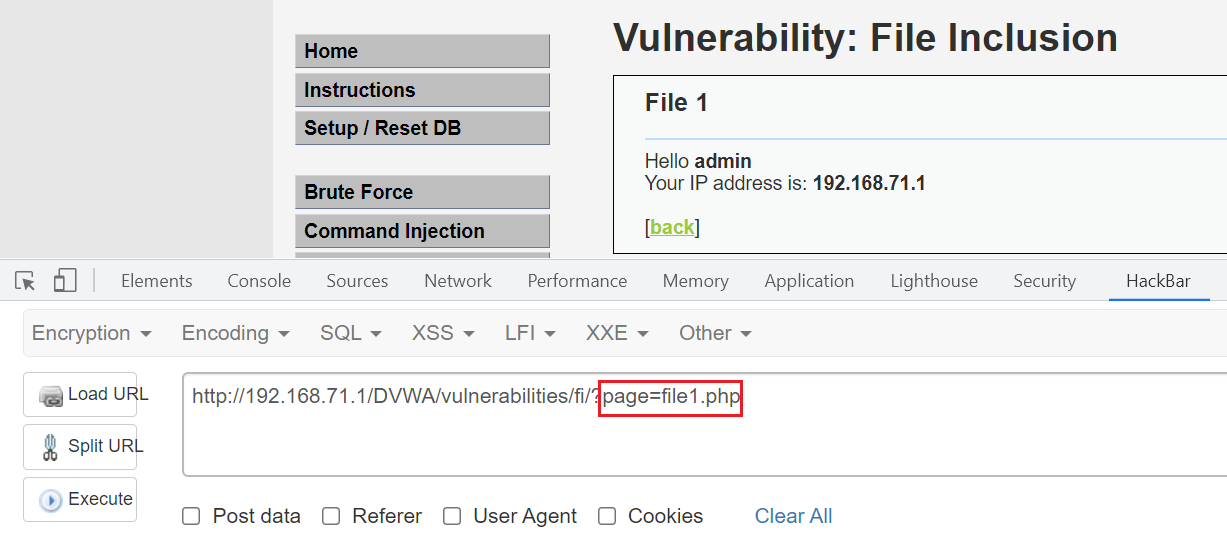 Vulnerability: File Inclusion
Home
Instructions
Setup / Reset DB
Brute Force
Command Injection
File 1
Hello admin
Your IP address is: 192.168.71.1
[back]
Elements Console Sources Network Performance Memory Application Lighthouse Security HackBar
Encryption Encoding SQL XSS LFI XXE Other
Load URL
Split URL
Execute
http://192.168.71.1/DVWA/vulnerabilities/fi/?page=file1.php
Post data Referer User Agent Cookies Clear All